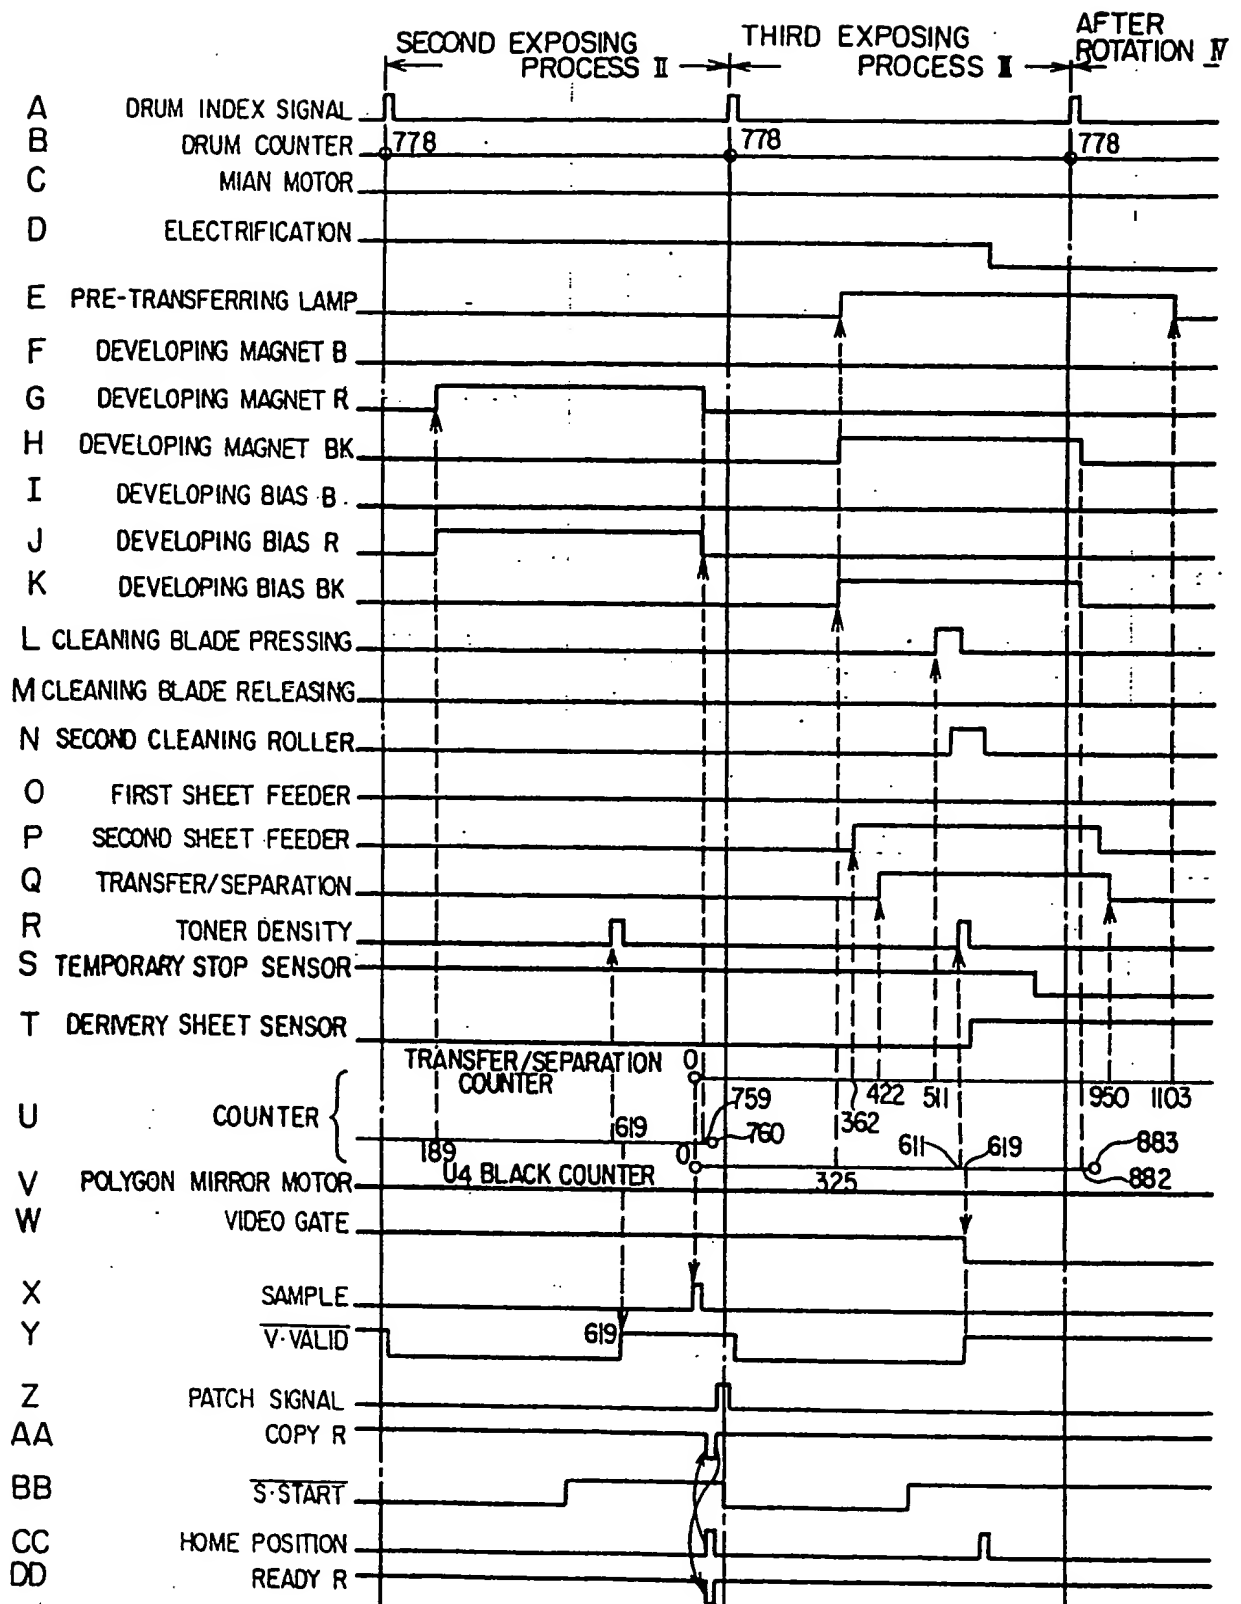 SECOND EXPOSING PROCESS II
THIRD EXPOSING PROCESS III
AFTER ROTATION IV
A DRUM INDEX SIGNAL
B DRUM COUNTER 778 778 778
C MIAN MOTOR
D ELECTRIFICATION
E PRE-TRANSFERRING LAMP
F DEVELOPING MAGNET B
G DEVELOPING MAGNET R
H DEVELOPING MAGNET BK
I DEVELOPING BIAS B
J DEVELOPING BIAS R
K DEVELOPING BIAS BK
L CLEANING BLADE PRESSING
M CLEANING BLADE RELEASING
N SECOND CLEANING ROLLER
O FIRST SHEET FEEDER
P SECOND SHEET FEEDER
Q TRANSFER/SEPARATION
R TONER DENSITY
S TEMPORARY STOP SENSOR
T DERIVERY SHEET SENSOR
TRANSFER/SEPARATION COUNTER 0
362 422 511 950 1103
U COUNTER
189 619 759 760
U4 BLACK COUNTER 0
325 611 619 883 882
V POLYGON MIRROR MOTOR
W VIDEO GATE
X SAMPLE
Y V·VALID 619
Z PATCH SIGNAL
AA COPY R
BB S·START
CC HOME POSITION
DD READY R